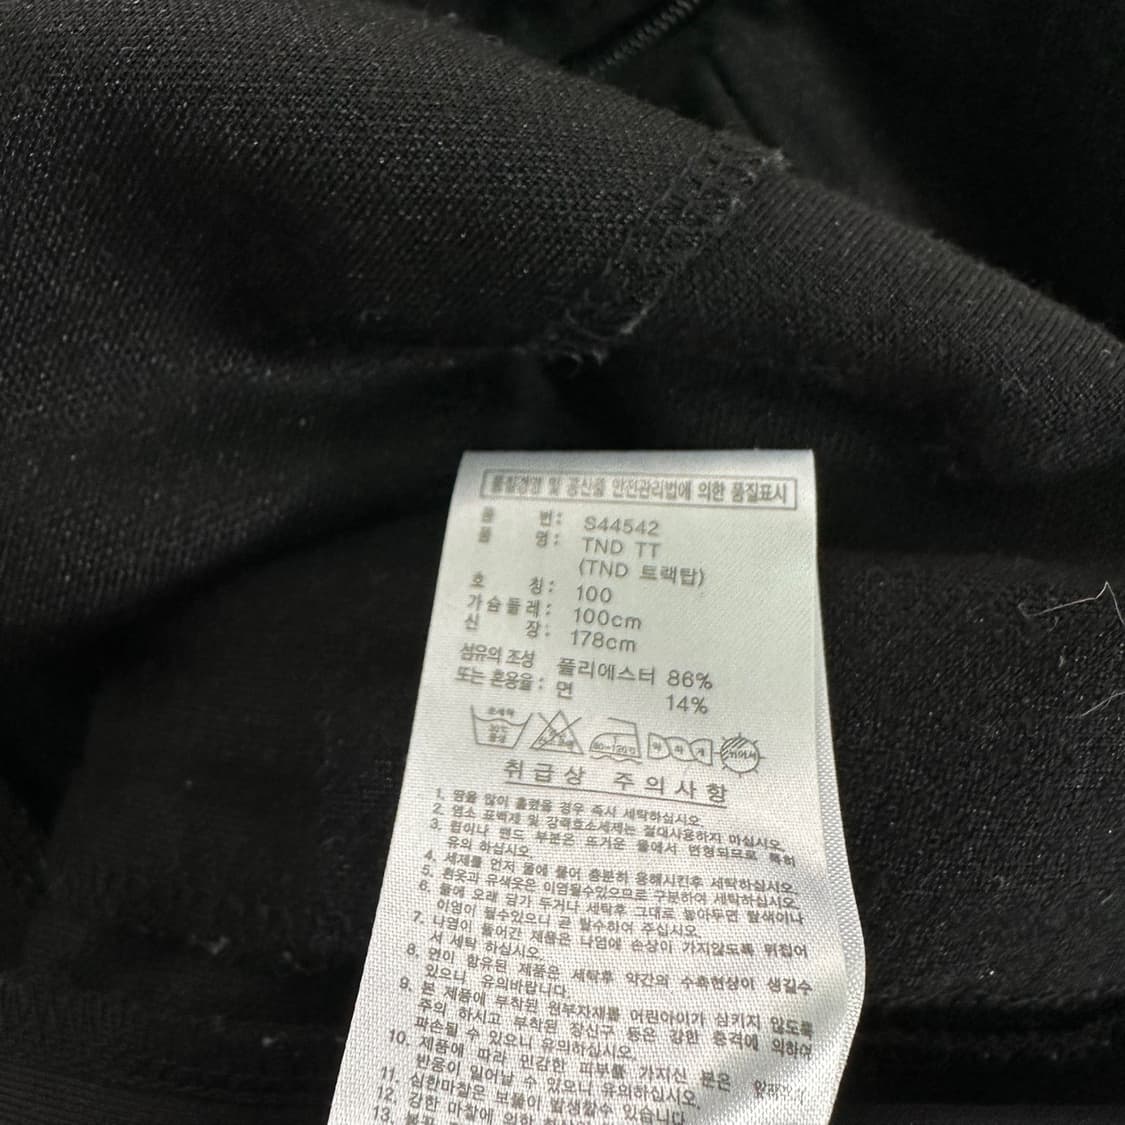 품질경영 및 공산품 안전관리법에 의한 품질표시
품 번: S44542
품 명: TND TT
(TND 트랙탑)
호 칭: 100
가슴둘레: 100cm
신 장: 178cm
섬유의 조성 폴리에스터 86%
또는 혼용율: 면 14%
약하게
뉘어서
취급상 주의사항
1. 땀을 많이 흘렸을 경우 즉시 세탁하십시오.
2. 염소 표백제 및 강력효소세제는 절대사용하지 마십시오.
3. 립이나 밴드 부분은 뜨거운 물에서 변형되므로 특히
유의 하십시오.
4. 세제를 먼저 물에 풀어 충분히 용해시킨후 세탁하십시오.
5. 흰옷과 유색옷은 이염될수있으므로 구분하여 세탁하십시오.
6. 물에 오래 담가 두거나 세탁후 그대로 놓아두면 탈색이나
이염이 될수있으니 곧 탈수하여 주십시오.
7. 나염이 들어간 제품은 나염에 손상이 가지않도록 뒤집어
서 세탁 하십시오.
8. 면이 함유된 제품은 세탁후 약간의 수축현상이 생길수
있으니 유의바랍니다.
9. 본 제품에 부착된 원부자재를 어린아이가 삼키지 않도록
주의 하시고 부착된 장신구 등은 강한 충격에 의하여
파손될 수 있으니 유의하십시오.
10. 제품에 따라 민감한 피부를 가지신 분은
반응이 일어날 수 있으니 유의하십시오.
11. 심한마찰은 보풀이 발생할수 있습니다.
12. 강한 마찰에 의한
13.